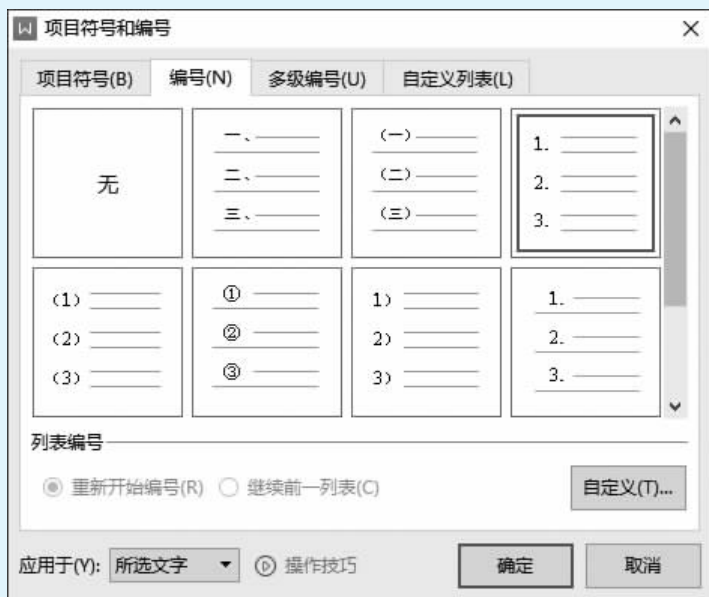 项目符号和编号
项目符号(B) 编号(N) 多级编号(U) 自定义列表(L)
无
一、
二、
三、
(一)
(二)
(三)
1.
2.
3.
(1)
(2)
(3)
①
②
③
1)
2)
3)
1.
2.
3.
列表编号
重新开始编号(R) 继续前一列表(C) 自定义(T)...
应用于(Y): 所选文字 操作技巧 确定 取消